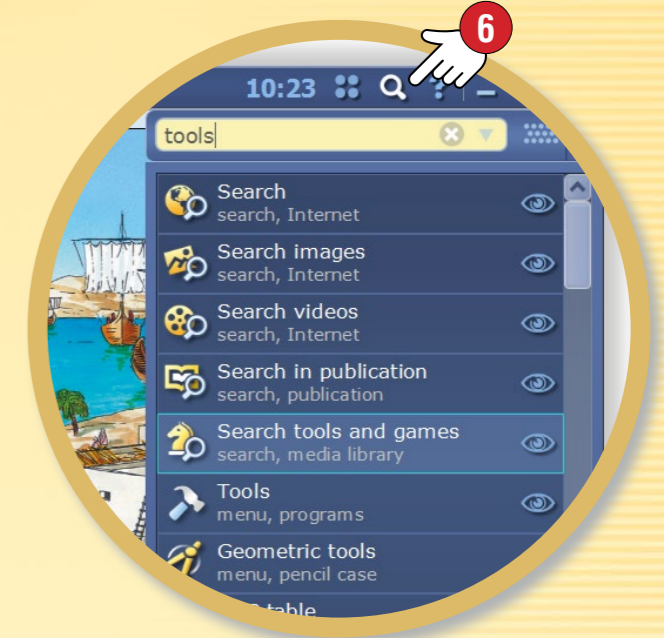 6
10:23 ?
tools
Search
search, Internet
Search images
search, Internet
Search videos
search, Internet
Search in publication
search, publication
Search tools and games
search, media library
Tools
menu, programs
Geometric tools
menu, pencil case
table